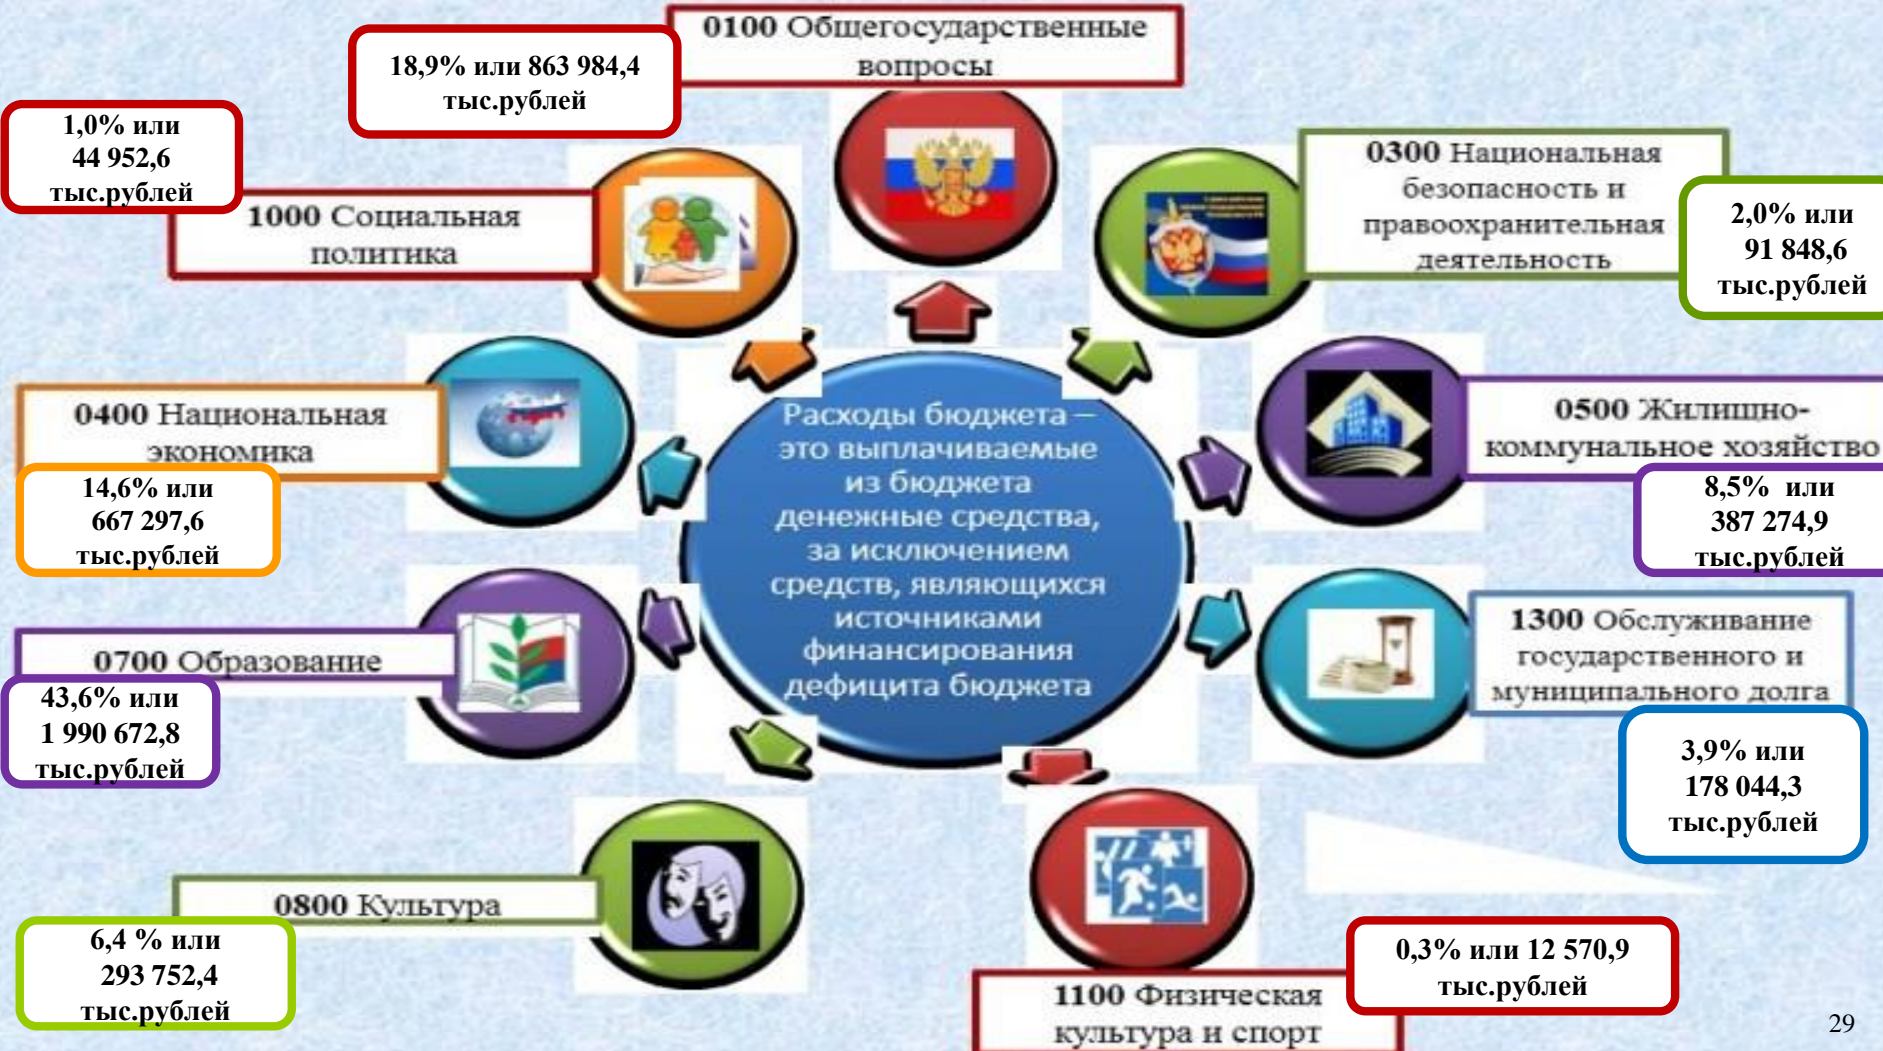 0100 Общегосударственные
вопросы
18,9% или 863 984,4
тыс.рублей
1,0% или
44 952,6
тыс.рублей
1000 Социальная
политика
0300 Национальная
безопасность и
правоохранительная
деятельность
2,0% или
91 848,6
тыс.рублей
0400 Национальная
экономика
14,6% или
667 297,6
тыс.рублей
0500 Жилищно-
коммунальное хозяйство
8,5% или
387 274,9
тыс.рублей
Расходы бюджета –
это выплачиваемые
из бюджета
денежные средства,
за исключением
средств, являющихся
источниками
финансирования
дефицита бюджета
0700 Образование
43,6% или
1 990 672,8
тыс.рублей
1300 Обслуживание
государственного и
муниципального долга
3,9% или
178 044,3
тыс.рублей
0800 Культура
6,4 % или
293 752,4
тыс.рублей
0,3% или 12 570,9
тыс.рублей
1100 Физическая
культура и спорт
29